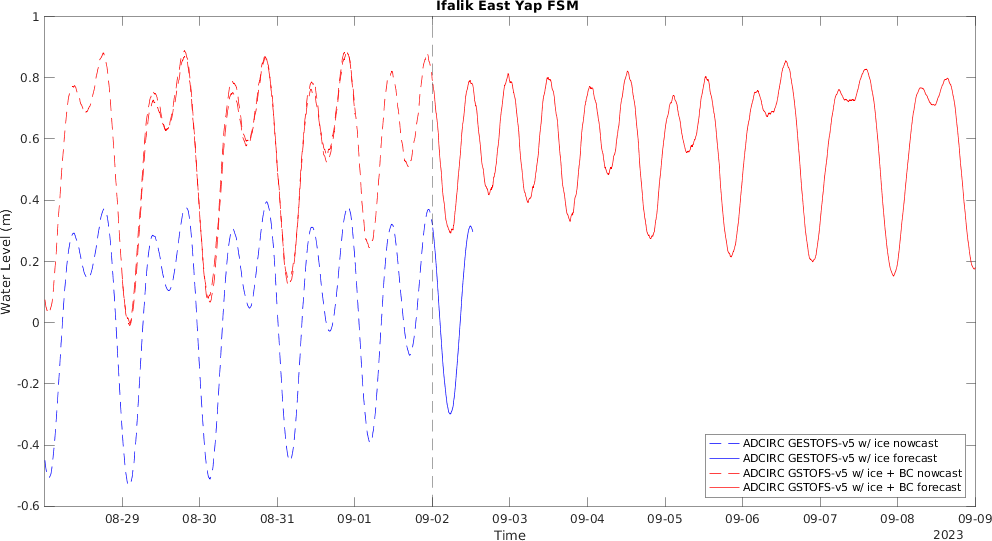 Ifalik East Yap FSM
1
0.8
0.6
0.4
0.2
0
-0.2
-0.4
-0.6
Water Level (m)
08-29 08-30 08-31 09-01 09-02 09-03 09-04 09-05 09-06 09-07 09-08 09-09
Time
2023
ADCIRC GESTOFS-v5 w/ ice nowcast
ADCIRC GESTOFS-v5 w/ ice forecast
ADCIRC GSTOFS-v5 w/ ice + BC nowcast
ADCIRC GSTOFS-v5 w/ ice + BC forecast